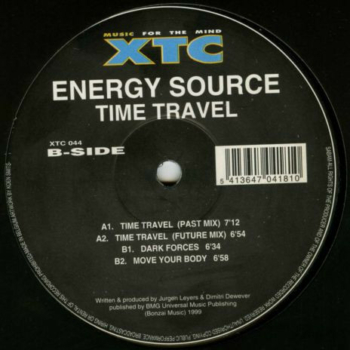 MUSIC FOR THE MIND
XTC
ENERGY SOURCE
TIME TRAVEL
XTC 044
B-SIDE
5 413647 041810
A1. TIME TRAVEL (PAST MIX) 7'12
A2. TIME TRAVEL (FUTURE MIX) 6'54
B1. DARK FORCES 6'34
B2. MOVE YOUR BODY 6'58
Written & produced by Jurgen Leyers & Dimitri Dewever
published by BMG Universal Music Publishing
(Bonzai Music) 1999